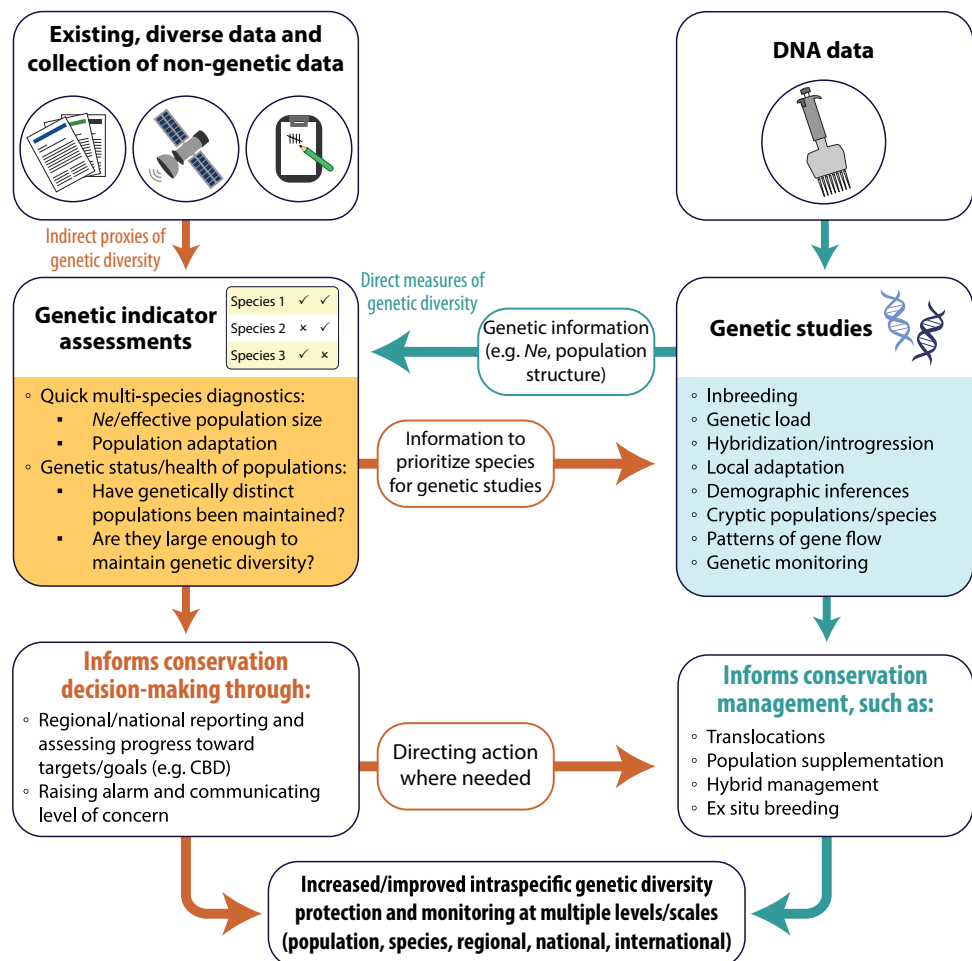 Existing, diverse data and
collection of non-genetic data
DNA data
Indirect proxies of
genetic diversity
Direct measures of
genetic diversity
Genetic indicator
assessments
Species 1 ✓ ✓
Species 2 × ✓
Species 3 ✓ ×
Genetic information
(e.g. Ne, population
structure)
Genetic studies
◦ Quick multi-species diagnostics:
▪ Ne/effective population size
▪ Population adaptation
◦ Genetic status/health of populations:
▪ Have genetically distinct
populations been maintained?
▪ Are they large enough to
maintain genetic diversity?
Information to
prioritize species
for genetic studies
◦ Inbreeding
◦ Genetic load
◦ Hybridization/introgression
◦ Local adaptation
◦ Demographic inferences
◦ Cryptic populations/species
◦ Patterns of gene flow
◦ Genetic monitoring
Informs conservation
decision-making through:
◦ Regional/national reporting and
assessing progress toward
targets/goals (e.g. CBD)
◦ Raising alarm and communicating
level of concern
Directing action
where needed
Informs conservation
management, such as:
◦ Translocations
◦ Population supplementation
◦ Hybrid management
◦ Ex situ breeding
Increased/improved intraspecific genetic diversity
protection and monitoring at multiple levels/scales
(population, species, regional, national, international)